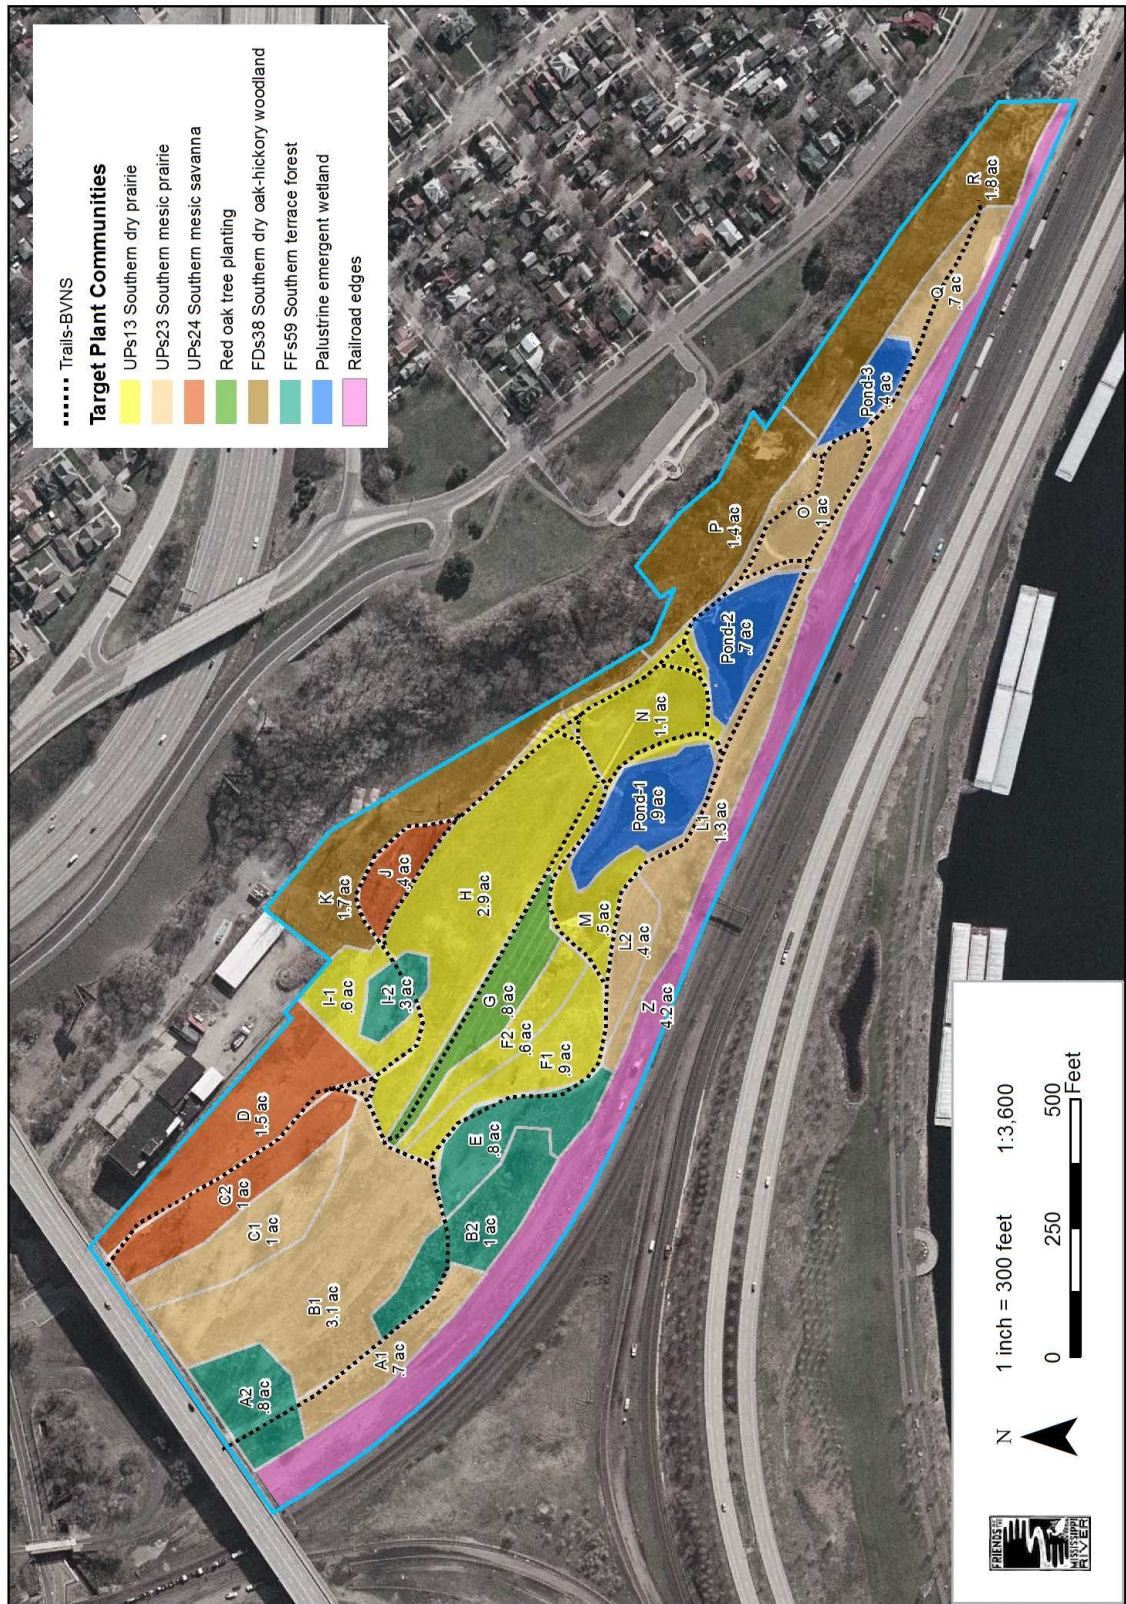 Trails-BVNS
Target Plant Communities
UPs13 Southern dry prairie
UPs23 Southern mesic prairie
UPs24 Southern mesic savanna
Red oak tree planting
FDs38 Southern dry oak-hickory woodland
FFs59 Southern terrace forest
Palustrine emergent wetland
Railroad edges
A2
.8 ac
A1
.7 ac
B1
3.1 ac
C1
1 ac
C2
1 ac
D
1.5 ac
B2
1 ac
E
.8 ac
F1
.9 ac
F2
.6 ac
G
.8 ac
I-1
.6 ac
I-2
.3 ac
K
1.7 ac
J
.4 ac
H
2.9 ac
M
.5 ac
L2
.4 ac
Z
4.2 ac
Pond-1
.9 ac
L1
1.3 ac
N
1.1 ac
Pond-2
.7 ac
P
1.4 ac
O
1 ac
Pond-3
.4 ac
Q
.7 ac
R
1.8 ac
FRIENDS OF THE
MISSISSIPPI
RIVER
N
1 inch = 300 feet
1:3,600
0
250
500
Feet